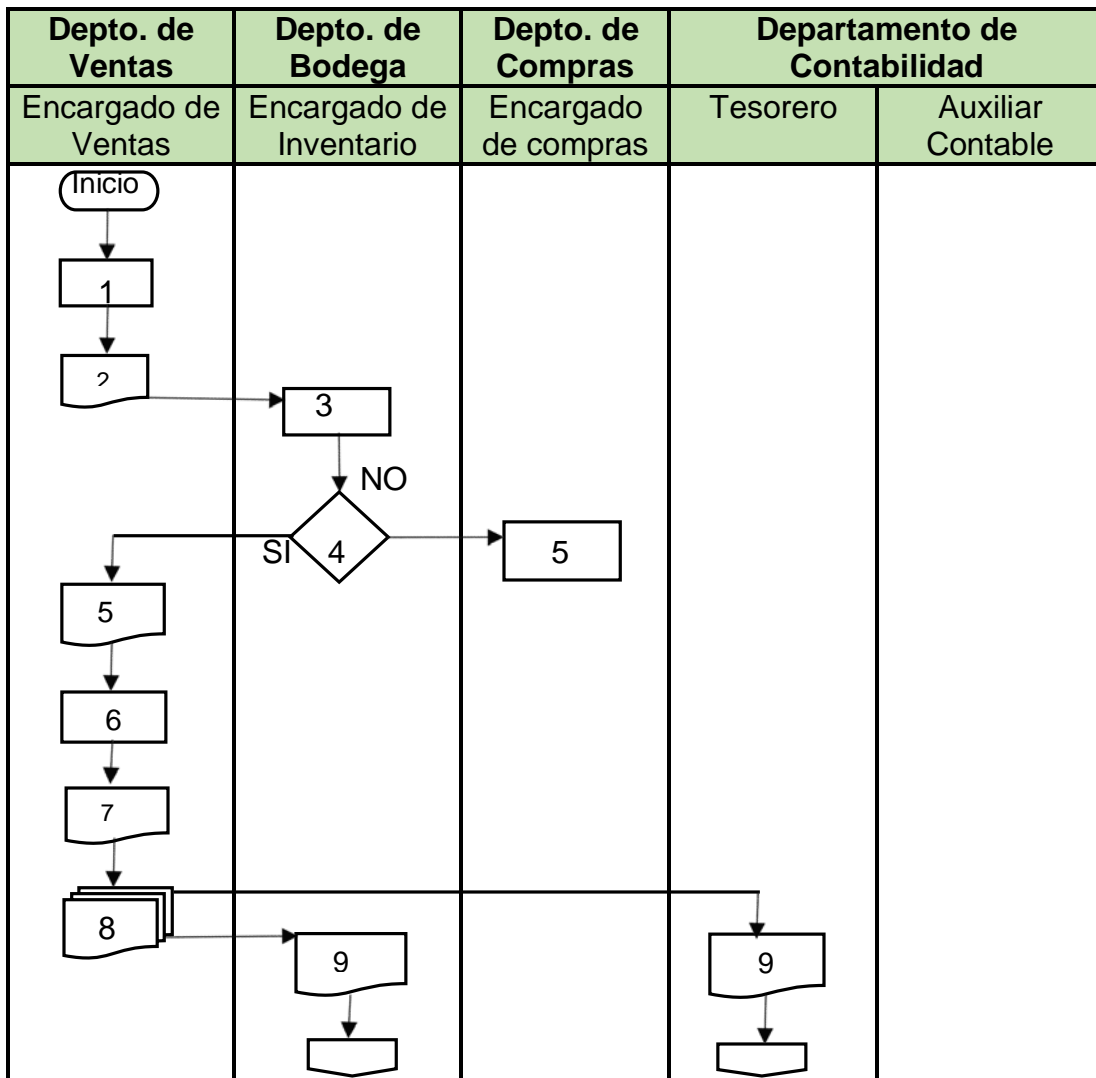 Depto. de
Ventas
Depto. de
Bodega
Depto. de
Compras
Departamento de
Contabilidad
Encargado de
Ventas
Encargado de
Inventario
Encargado
de compras
Tesorero
Auxiliar
Contable
Inicio
1
2
3
NO
SI
4
5
5
6
7
8
9
9